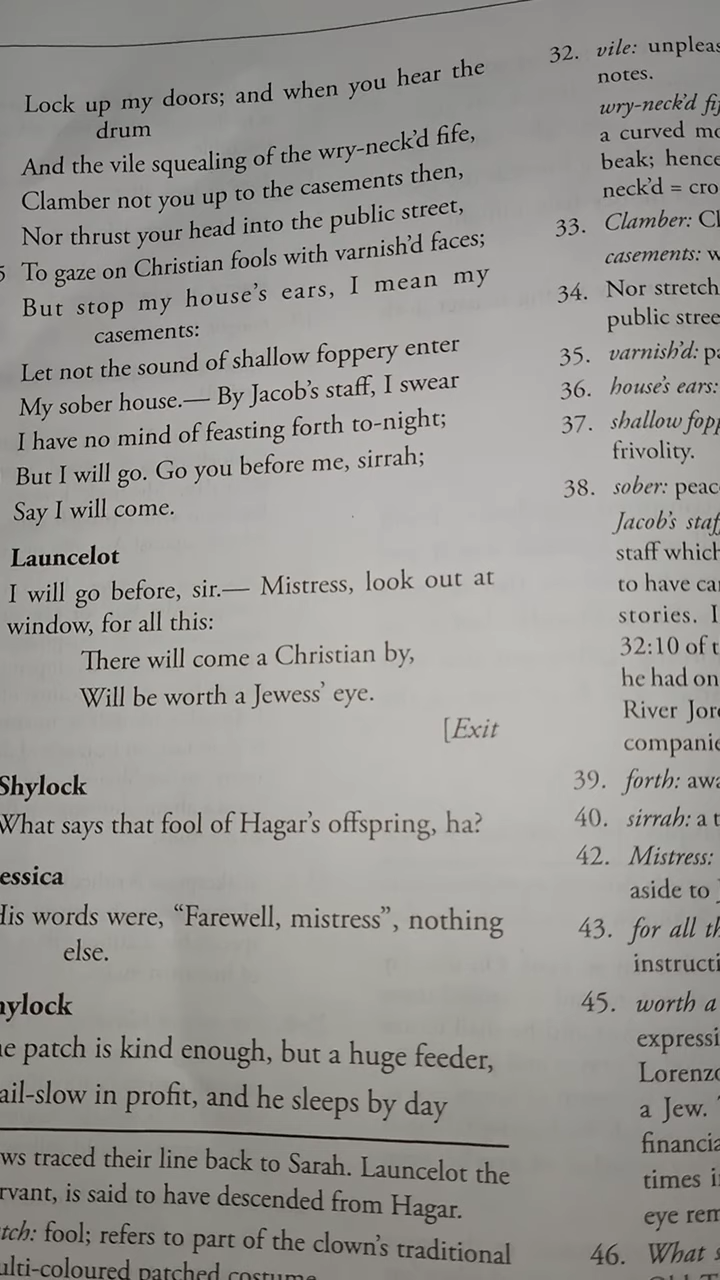 Lock up my doors; and when you hear the
drum
And the vile squealing of the wry-neck'd fife,
Clamber not you up to the casements then,
Nor thrust your head into the public street,
5 To gaze on Christian fools with varnish'd faces;
But stop my house's ears, I mean my
casements:
Let not the sound of shallow foppery enter
My sober house.— By Jacob's staff, I swear
I have no mind of feasting forth to-night;
But I will go. Go you before me, sirrah;
Say I will come.
Launcelot
I will go before, sir.— Mistress, look out at
window, for all this:
There will come a Christian by,
Will be worth a Jewess' eye.
[Exit
Shylock
What says that fool of Hagar's offspring, ha?
essica
His words were, “Farewell, mistress”, nothing
else.
hylock
e patch is kind enough, but a huge feeder,
ail-slow in profit, and he sleeps by day
ws traced their line back to Sarah. Launcelot the
rvant, is said to have descended from Hagar.
tch: fool; refers to part of the clown's traditional
ulti-coloured patched costume
32. vile: unpleas
notes.
wry-neck'd fif
a curved mo
beak; hence
neck'd = cro
33. Clamber: Cl
casements: w
34. Nor stretch
public stree
35. varnish'd: pa
36. house's ears:
37. shallow fopp
frivolity.
38. sober: peac
Jacob's staf
staff which
to have ca
stories. I
32:10 of t
he had on
River Jor
companie
39. forth: awa
40. sirrah: a t
42. Mistress:
aside to J
43. for all th
instructi
45. worth a
expressi
Lorenzo
a Jew.
financia
times i
eye rem
46. What s